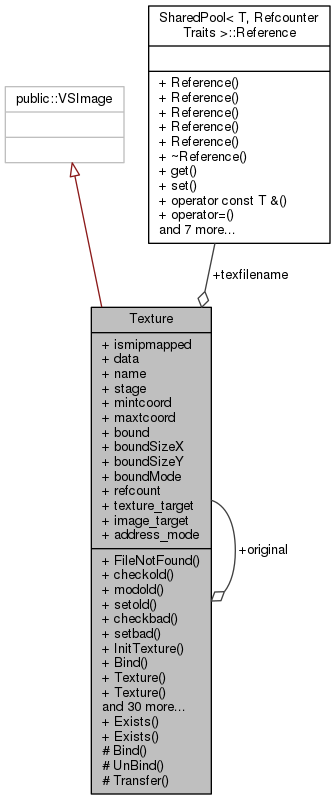 SharedPool< T, Refcounter
Traits >::Reference
+ Reference()
+ Reference()
+ Reference()
+ Reference()
+ Reference()
+ ~Reference()
+ get()
+ set()
+ operator const T &()
+ operator=()
and 7 more...
public::VSImage
+texfilename
Texture
+ ismipmapped
+ data
+ name
+ stage
+ mintcoord
+ maxtcoord
+ bound
+ boundSizeX
+ boundSizeY
+ boundMode
+ refcount
+ texture_target
+ image_target
+ address_mode
+ FileNotFound()
+ checkold()
+ modold()
+ setold()
+ checkbad()
+ setbad()
+ InitTexture()
+ Bind()
+ Texture()
+ Texture()
and 30 more...
+ Exists()
+ Exists()
# Bind()
# UnBind()
# Transfer()
+original